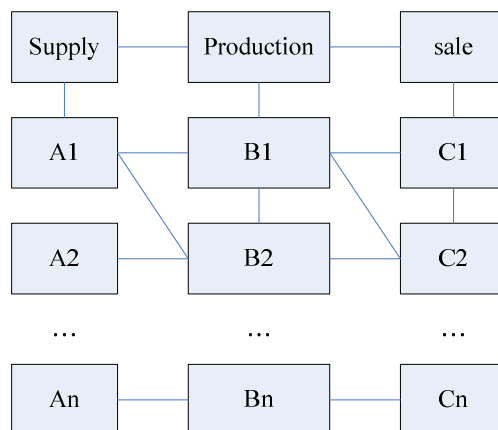 Supply Production sale
A1 B1 C1
A2 B2 C2
... ... ...
An Bn Cn